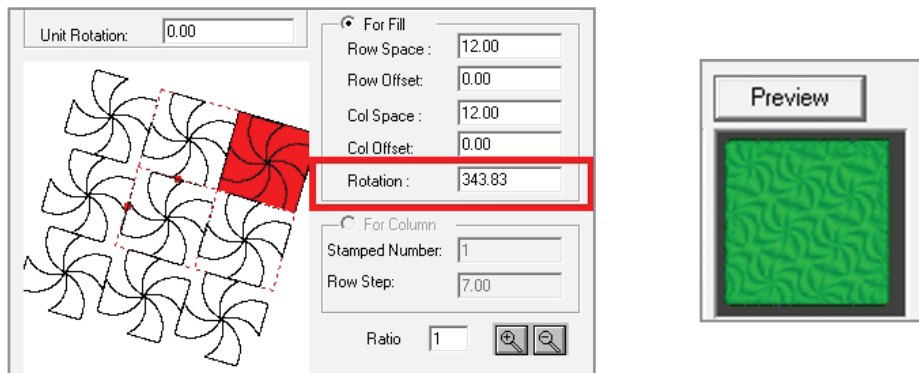 Unit Rotation: 0.00
For Fill
Row Space : 12.00
Row Offset: 0.00
Col Space : 12.00
Col Offset: 0.00
Rotation : 343.83
For Column
Stamped Number: 1
Row Step: 7.00
Ratio 1
Preview